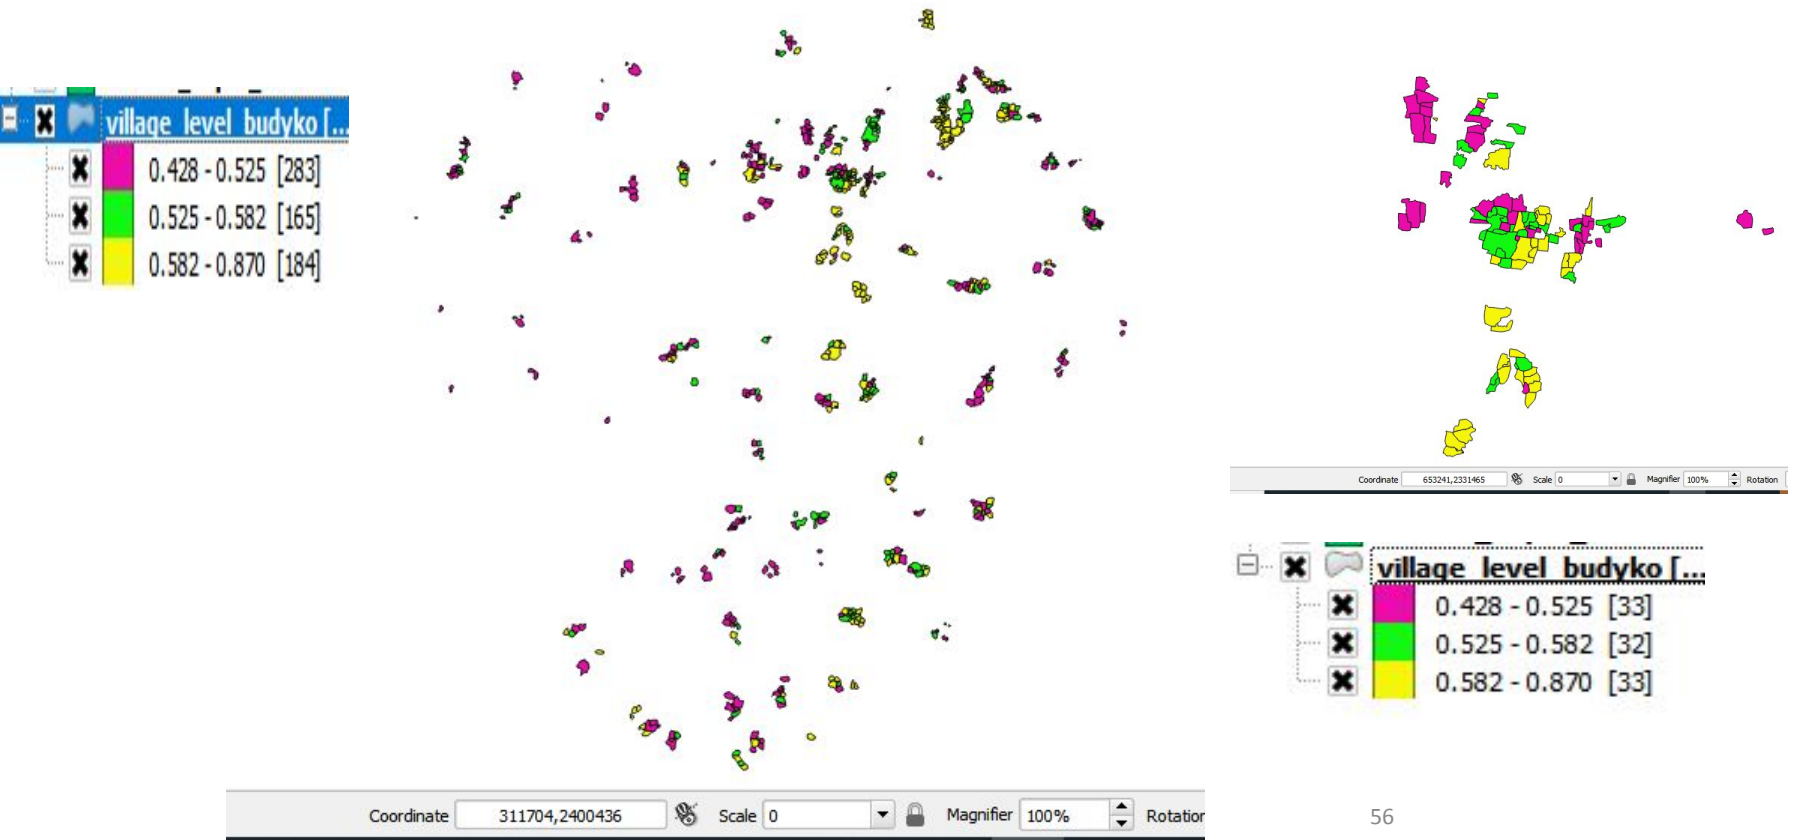 village_level_budyko [...
0.428 - 0.525 [283]
0.525 - 0.582 [165]
0.582 - 0.870 [184]
Coordinate 311704,2400436 Scale 0 Magnifier 100% Rotation
Coordinate 653241,2331465 Scale 0 Magnifier 100% Rotation
village_level_budyko [...
0.428 - 0.525 [33]
0.525 - 0.582 [32]
0.582 - 0.870 [33]
56